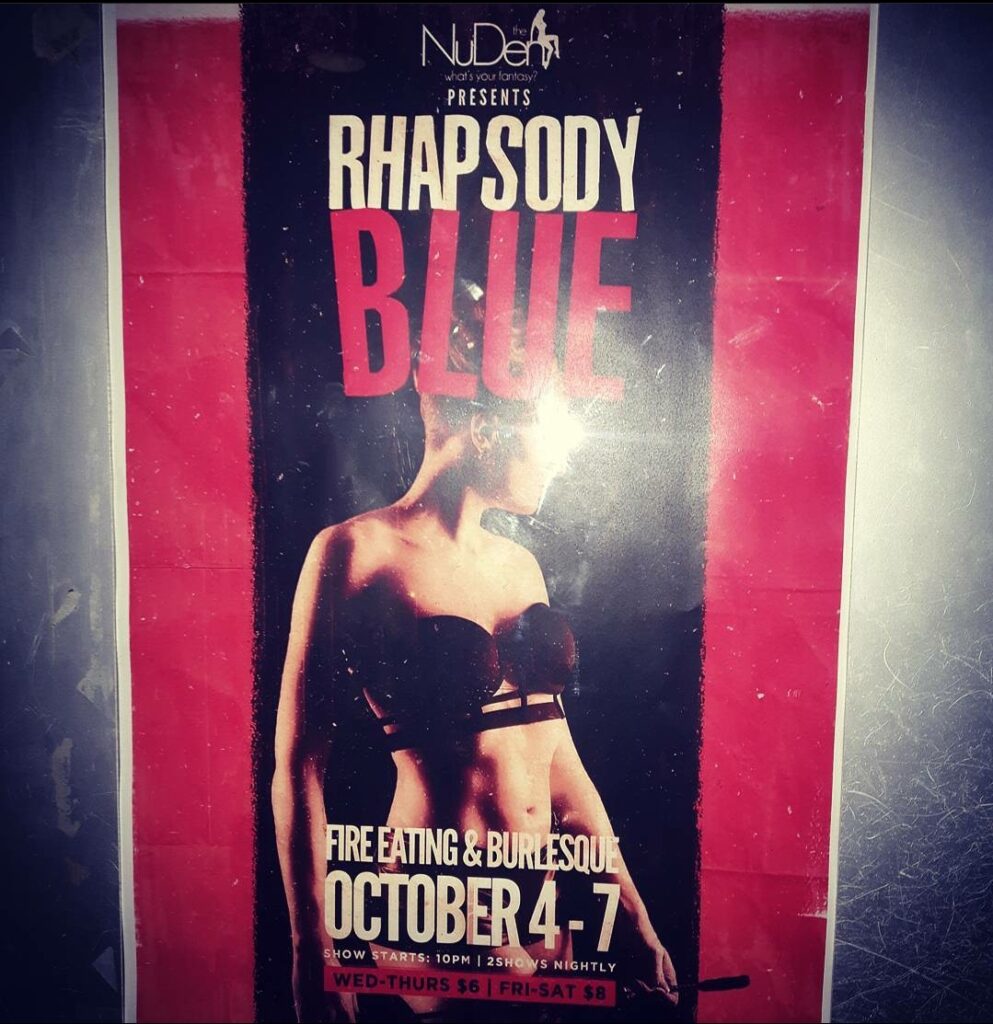 the
NuDen
what's your fantasy?
PRESENTS
RHAPSODY
BLUE
FIRE EATING & BURLESQUE
OCTOBER 4 - 7
SHOW STARTS: 10PM | 2SHOWS NIGHTLY
WED-THURS $6 | FRI-SAT $8